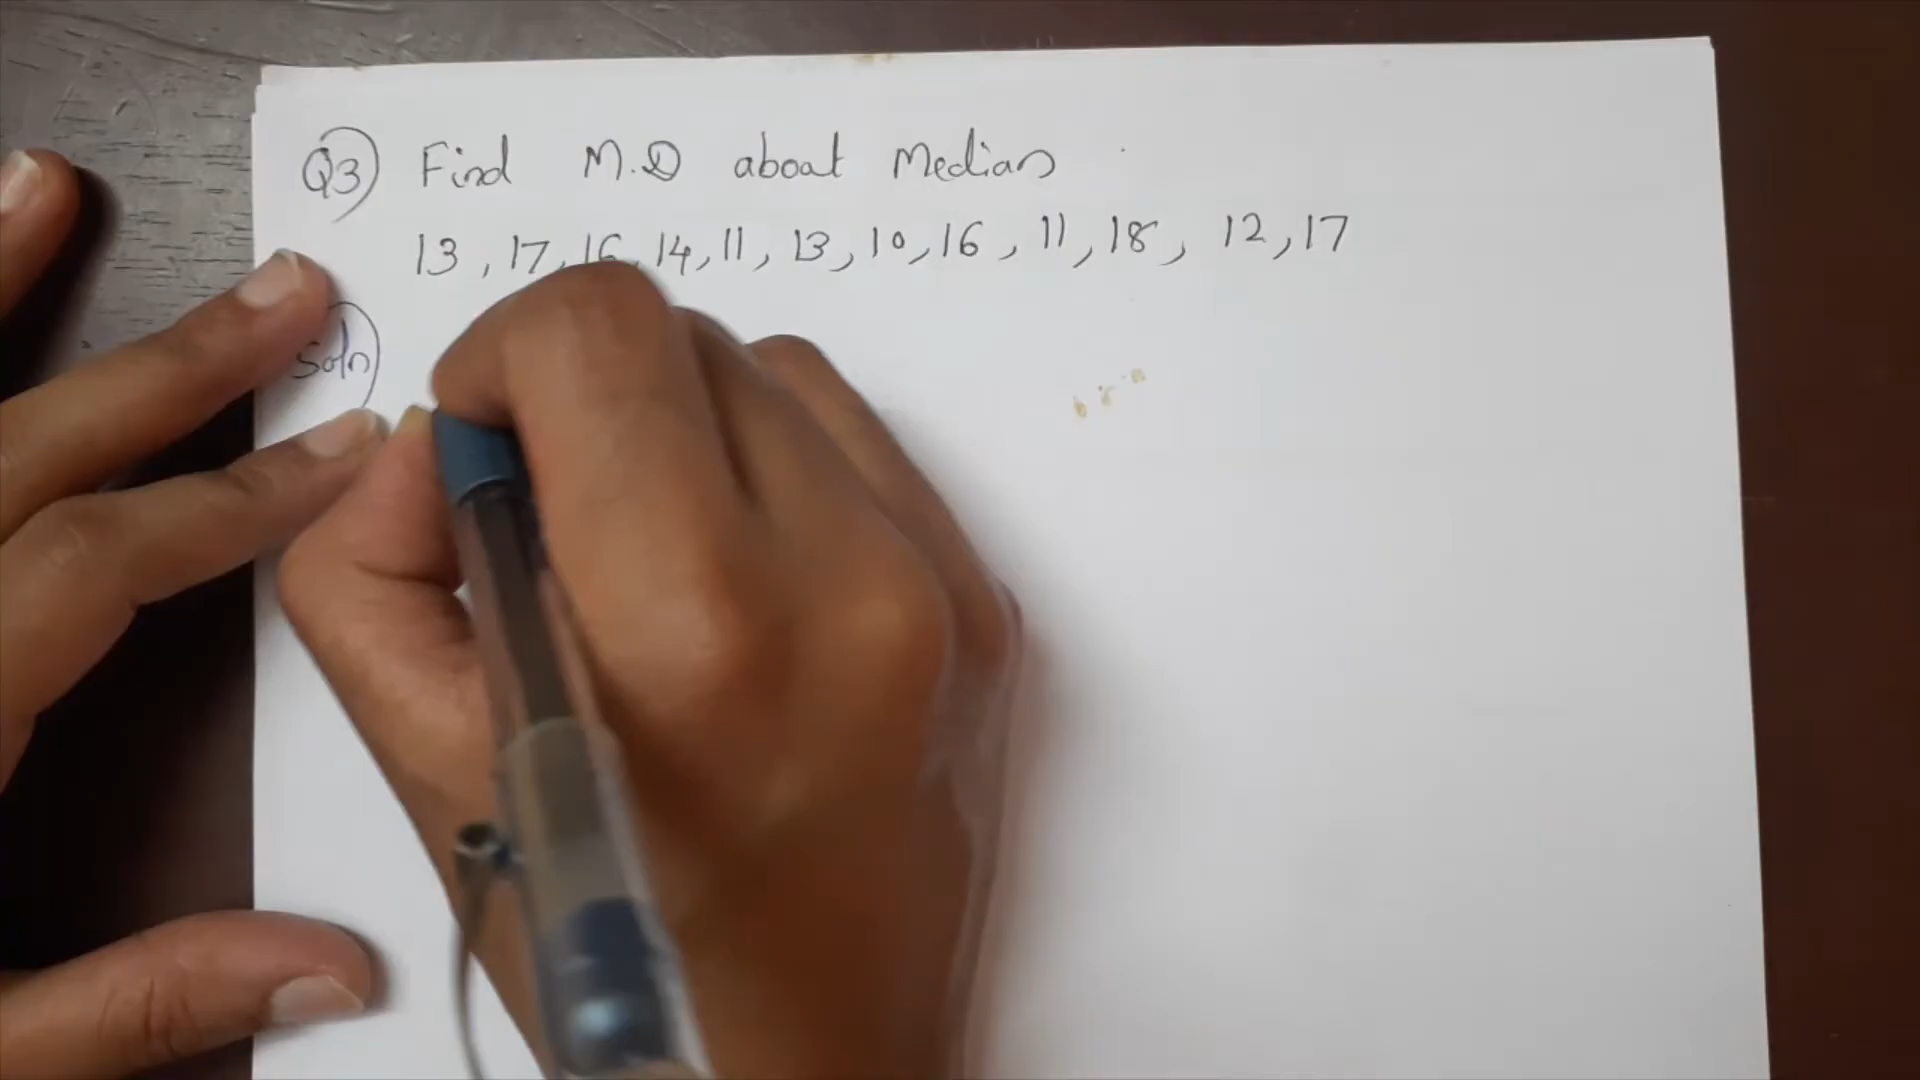 Q3) Find M.D about Median
13, 17, 16, 14, 11, 13, 10, 16, 11, 18, 12, 17
Soln)